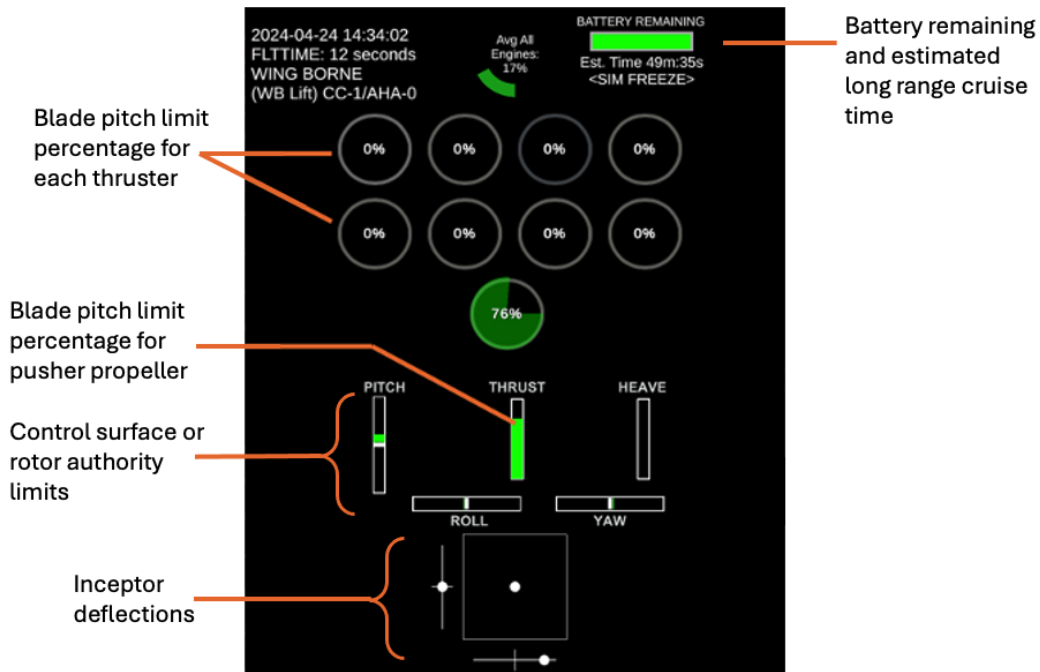 2024-04-24 14:34:02
FLTTIME: 12 seconds
WING BORNE
(WB Lift) CC-1/AHA-0
Avg All
Engines:
17%
BATTERY REMAINING
Est. Time 49m:35s
<SIM FREEZE>
Battery remaining
and estimated
long range cruise
time
Blade pitch limit
percentage for
each thruster
0% 0% 0% 0%
0% 0% 0% 0%
76%
Blade pitch limit
percentage for
pusher propeller
PITCH THRUST HEAVE
Control surface or
rotor authority
limits
ROLL YAW
Inceptor
deflections